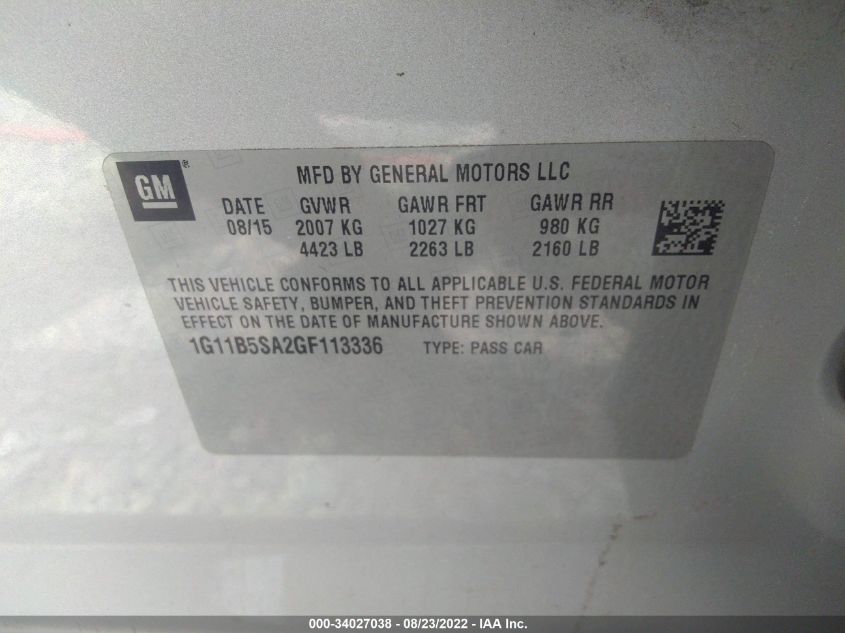 GM ®
MFD BY GENERAL MOTORS LLC
DATE GVWR GAWR FRT GAWR RR
08/15 2007 KG 1027 KG 980 KG
4423 LB 2263 LB 2160 LB
THIS VEHICLE CONFORMS TO ALL APPLICABLE U.S. FEDERAL MOTOR
VEHICLE SAFETY, BUMPER, AND THEFT PREVENTION STANDARDS IN
EFFECT ON THE DATE OF MANUFACTURE SHOWN ABOVE.
1G11B5SA2GF113336 TYPE: PASS CAR
000-34027038 - 08/23/2022 - IAA Inc.